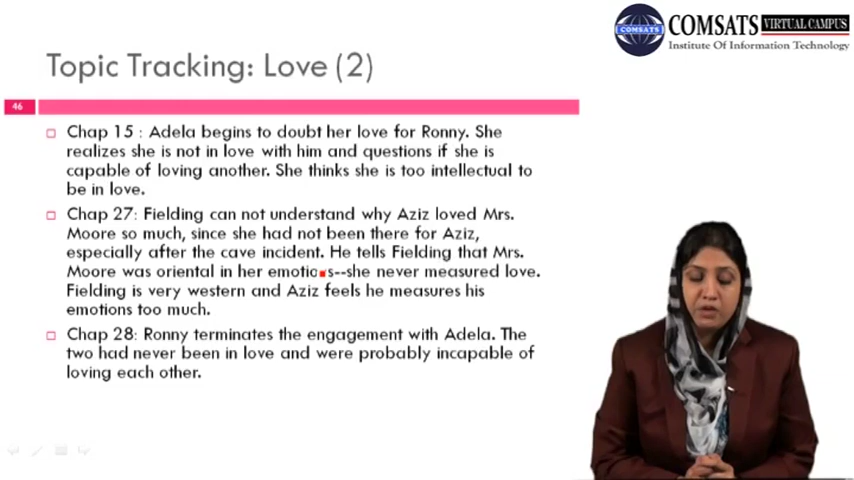 COMSATS VIRTUAL CAMPUS
COMSATS
Institute Of Information Technology
Topic Tracking: Love (2)
46
Chap 15 : Adela begins to doubt her love for Ronny. She
realizes she is not in love with him and questions if she is
capable of loving another. She thinks she is too intellectual to
be in love.
Chap 27: Fielding can not understand why Aziz loved Mrs.
Moore so much, since she had not been there for Aziz,
especially after the cave incident. He tells Fielding that Mrs.
Moore was oriental in her emotions--she never measured love.
Fielding is very western and Aziz feels he measures his
emotions too much.
Chap 28: Ronny terminates the engagement with Adela. The
two had never been in love and were probably incapable of
loving each other.